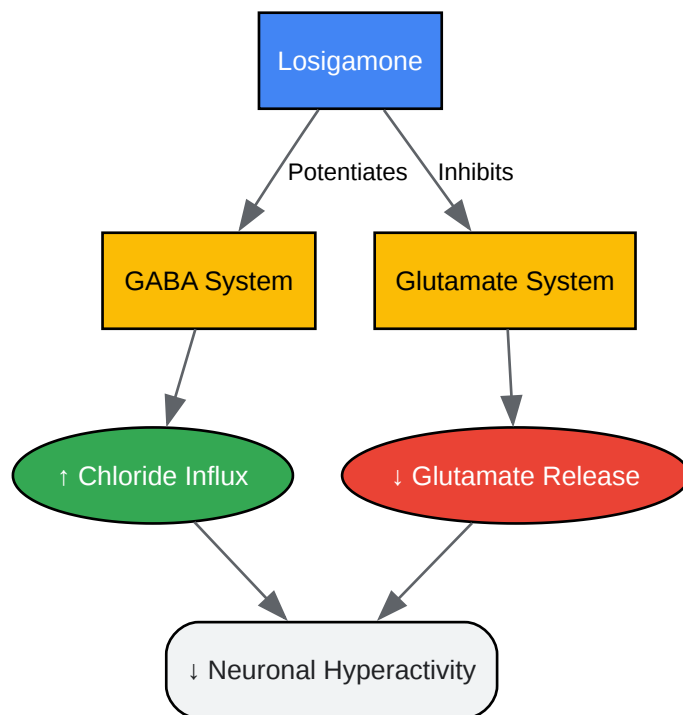 Losigamone
Potentiates
Inhibits
GABA System
Glutamate System
↑ Chloride Influx
↓ Glutamate Release
↓ Neuronal Hyperactivity